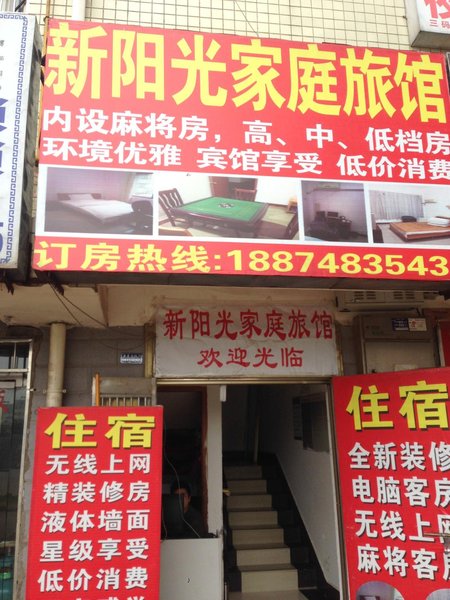 新阳光家庭旅馆
内设麻将房，高、中、低档房
环境优雅 宾馆享受 低价消费
订房热线:18874883543
新阳光家庭旅馆
欢迎光临
住宿
无线上网
精装修房
液体墙面
星级享受
低价消费
住宿
全新装修
电脑客房
无线上网
麻将客房